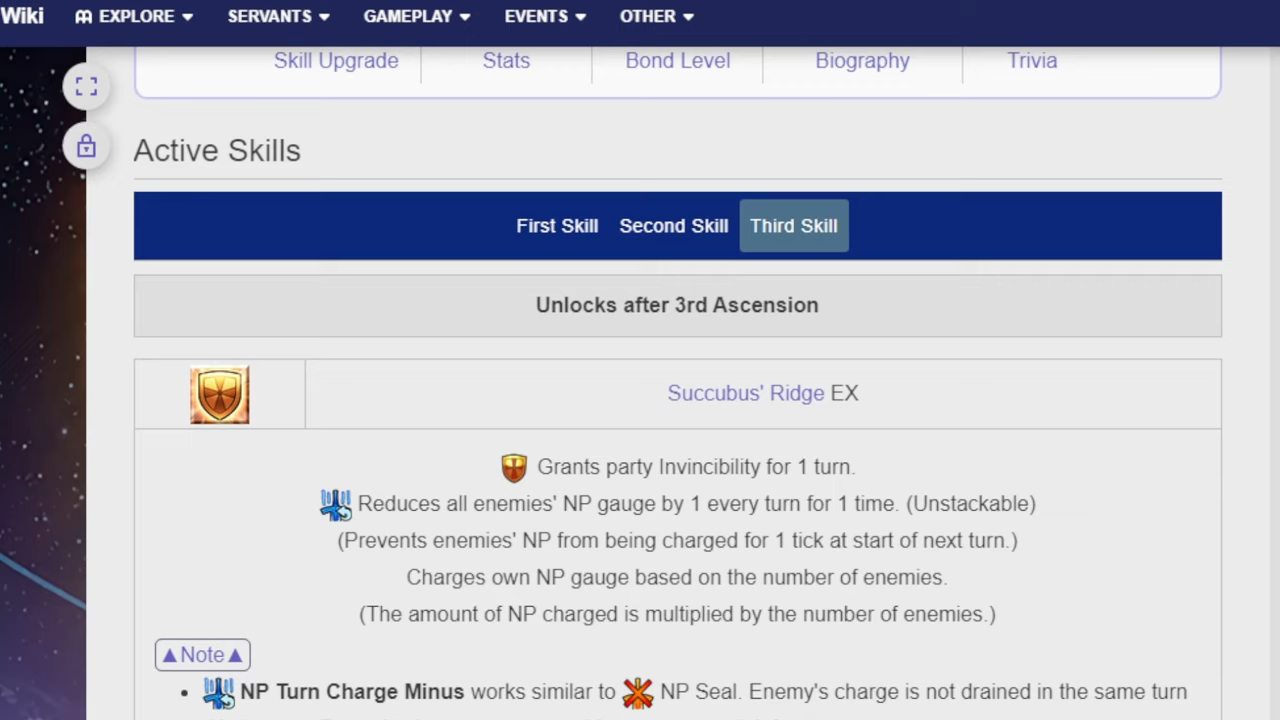 Wiki EXPLORE SERVANTS GAMEPLAY EVENTS OTHER
Skill Upgrade Stats Bond Level Biography Trivia
Active Skills
First Skill Second Skill Third Skill
Unlocks after 3rd Ascension
Succubus' Ridge EX
Grants party Invincibility for 1 turn.
Reduces all enemies' NP gauge by 1 every turn for 1 time. (Unstackable)
(Prevents enemies' NP from being charged for 1 tick at start of next turn.)
Charges own NP gauge based on the number of enemies.
(The amount of NP charged is multiplied by the number of enemies.)
▲Note▲
• NP Turn Charge Minus works similar to NP Seal. Enemy's charge is not drained in the same turn